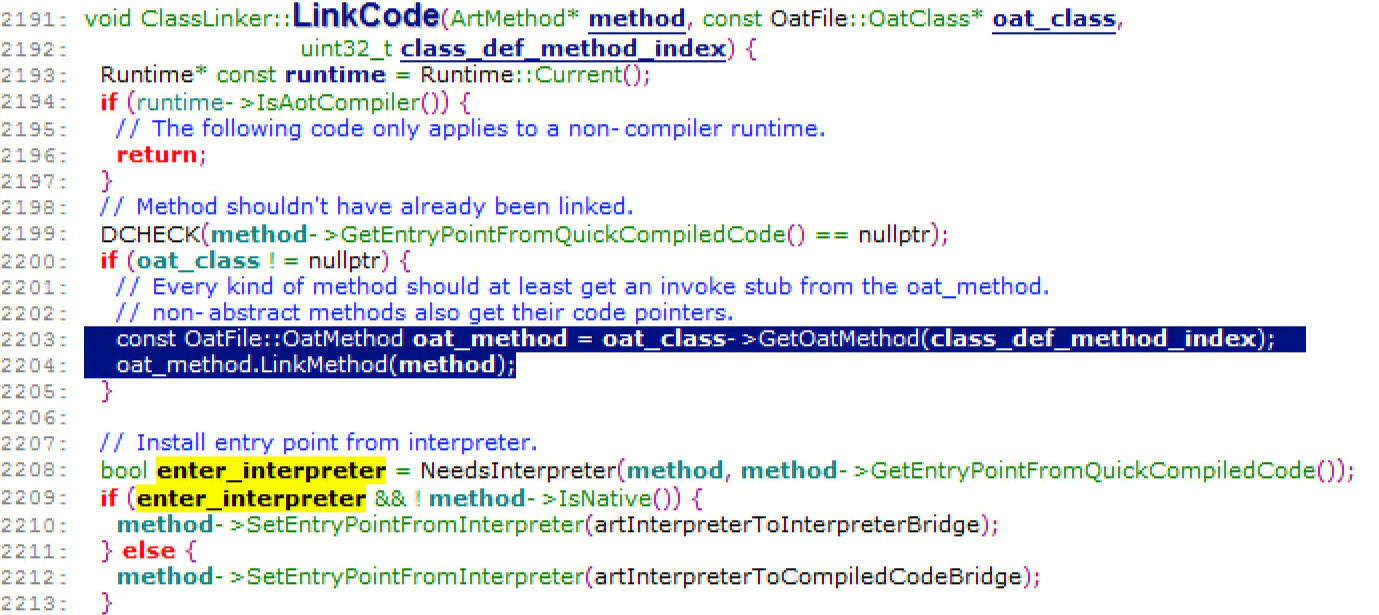 2191: void ClassLinker::LinkCode(ArtMethod* method, const OatFile::OatClass* oat_class,
2192: uint32_t class_def_method_index) {
2193: Runtime* const runtime = Runtime::Current();
2194: if (runtime->IsAotCompiler()) {
2195: // The following code only applies to a non-compiler runtime.
2196: return;
2197: }
2198: // Method shouldn't have already been linked.
2199: DCHECK(method->GetEntryPointFromQuickCompiledCode() == nullptr);
2200: if (oat_class != nullptr) {
2201: // Every kind of method should at least get an invoke stub from the oat_method.
2202: // non-abstract methods also get their code pointers.
2203: const OatFile::OatMethod oat_method = oat_class->GetOatMethod(class_def_method_index);
2204: oat_method.LinkMethod(method);
2205: }
2206:
2207: // Install entry point from interpreter.
2208: bool enter_interpreter = NeedsInterpreter(method, method->GetEntryPointFromQuickCompiledCode());
2209: if (enter_interpreter && !method->IsNative()) {
2210: method->SetEntryPointFromInterpreter(artInterpreterToInterpreterBridge);
2211: } else {
2212: method->SetEntryPointFromInterpreter(artInterpreterToCompiledCodeBridge);
2213: }